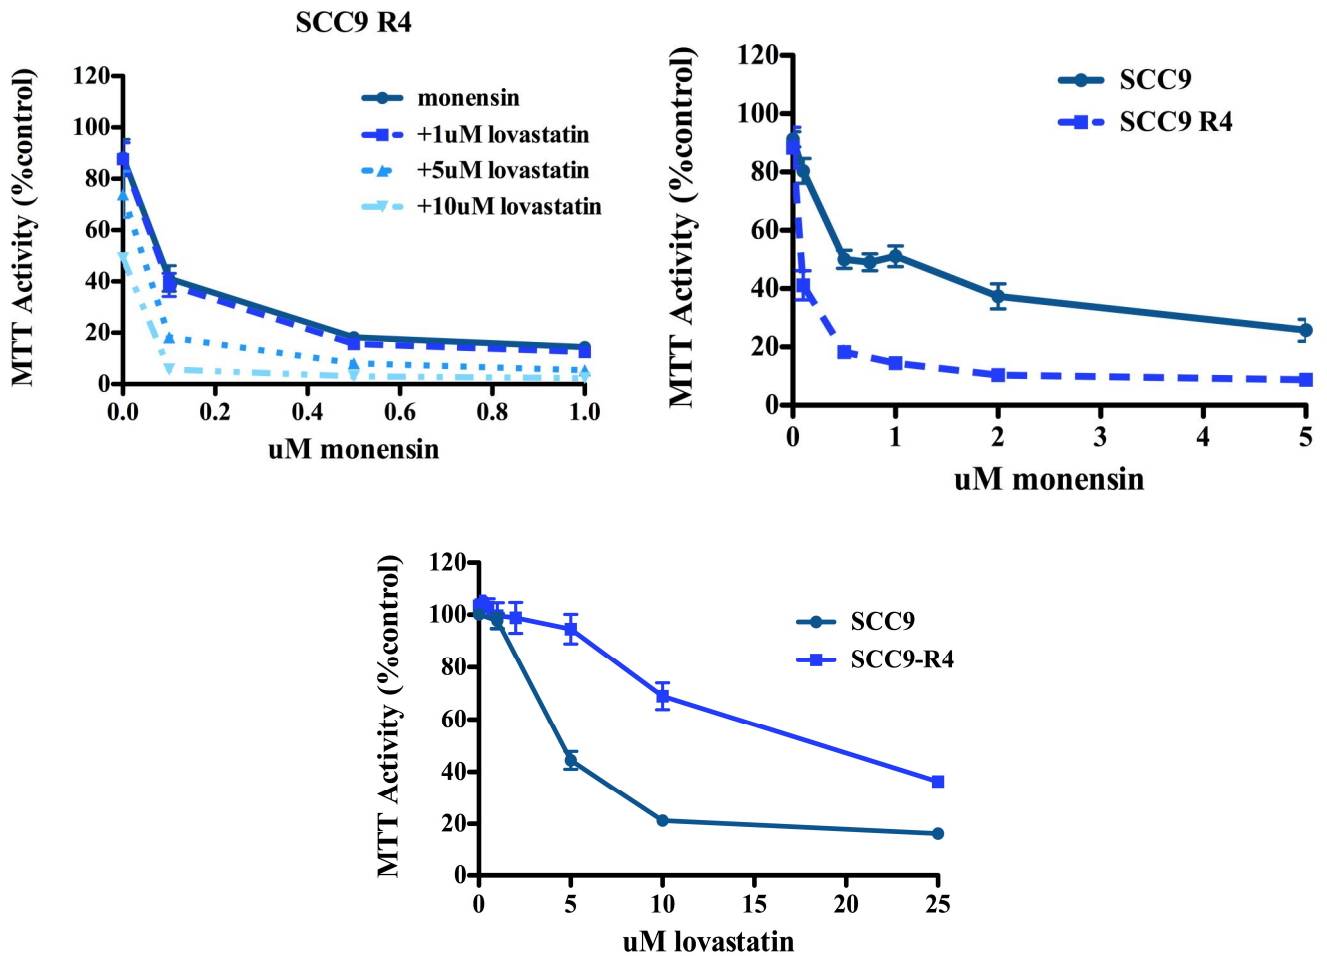 SCC9 R4
MTT Activity (%control)
120
100
80
60
40
20
0
0.0 0.2 0.4 0.6 0.8 1.0
uM monensin
monensin
+1uM lovastatin
+5uM lovastatin
+10uM lovastatin
MTT Activity (%control)
120
100
80
60
40
20
0
0 1 2 3 4 5
uM monensin
SCC9
SCC9 R4
MTT Activity (%control)
120
100
80
60
40
20
0
0 5 10 15 20 25
uM lovastatin
SCC9
SCC9-R4